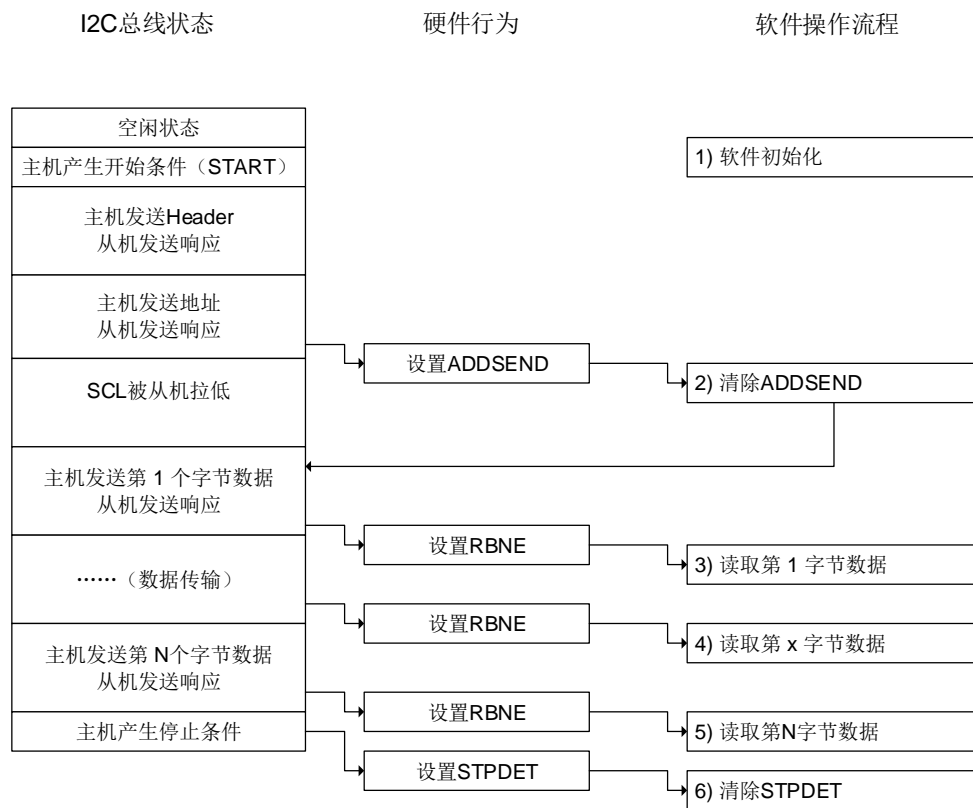 I2C总线状态
硬件行为
软件操作流程
空闲状态
主机产生开始条件（START）
1) 软件初始化
主机发送Header
从机发送响应
主机发送地址
从机发送响应
设置ADDSEND
2) 清除ADDSEND
SCL被从机拉低
主机发送第 1 个字节数据
从机发送响应
设置RBNE
3) 读取第 1 字节数据
……（数据传输）
设置RBNE
4) 读取第 x 字节数据
主机发送第 N个字节数据
从机发送响应
设置RBNE
5) 读取第N字节数据
主机产生停止条件
设置STPDET
6) 清除STPDET